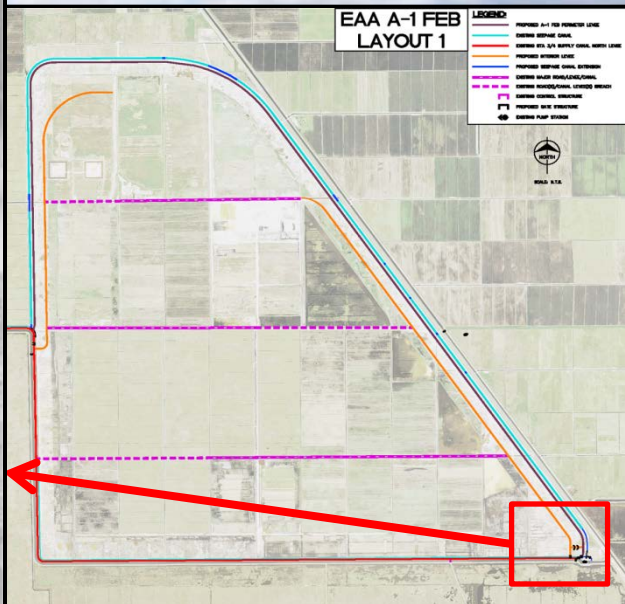 EAA A-1 FEB
LAYOUT 1
LEGEND
PROPOSED A-1 FEB PERIMETER LEVEE
EXISTING SEEPAGE CANAL
EXISTING STA 3/4 SUPPLY CANAL NORTH LEVEE
PROPOSED INTERIOR LEVEE
PROPOSED SEEPAGE CANAL EXTENSION
EXISTING MAJOR ROAD/LEVEE/CANAL
EXISTING ROAD(S)/CANAL LEVEE(S) BREACH
EXISTING CONTROL STRUCTURE
PROPOSED GATE STRUCTURE
EXISTING PUMP STATION
NORTH
SCALE: N.T.S.